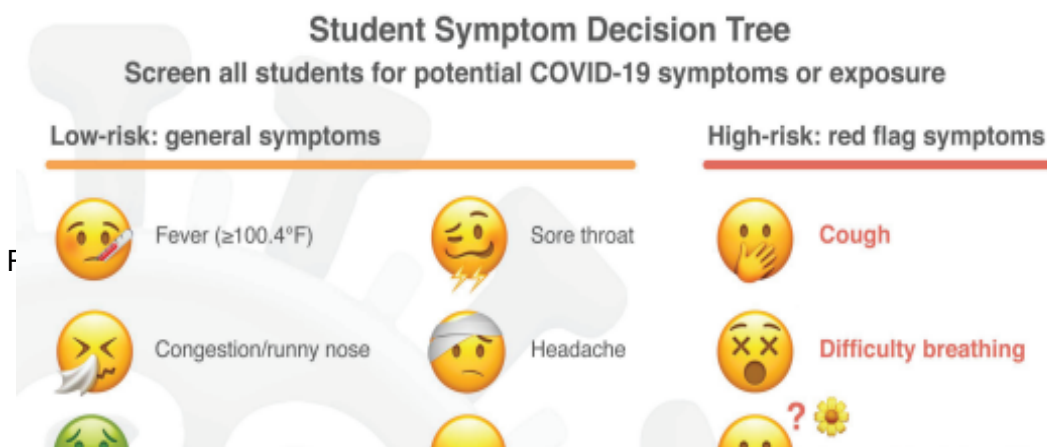 Student Symptom Decision Tree
Screen all students for potential COVID-19 symptoms or exposure
Low-risk: general symptoms
Fever (≥100.4°F)
Congestion/runny nose
Sore throat
Headache
High-risk: red flag symptoms
Cough
Difficulty breathing
?
F